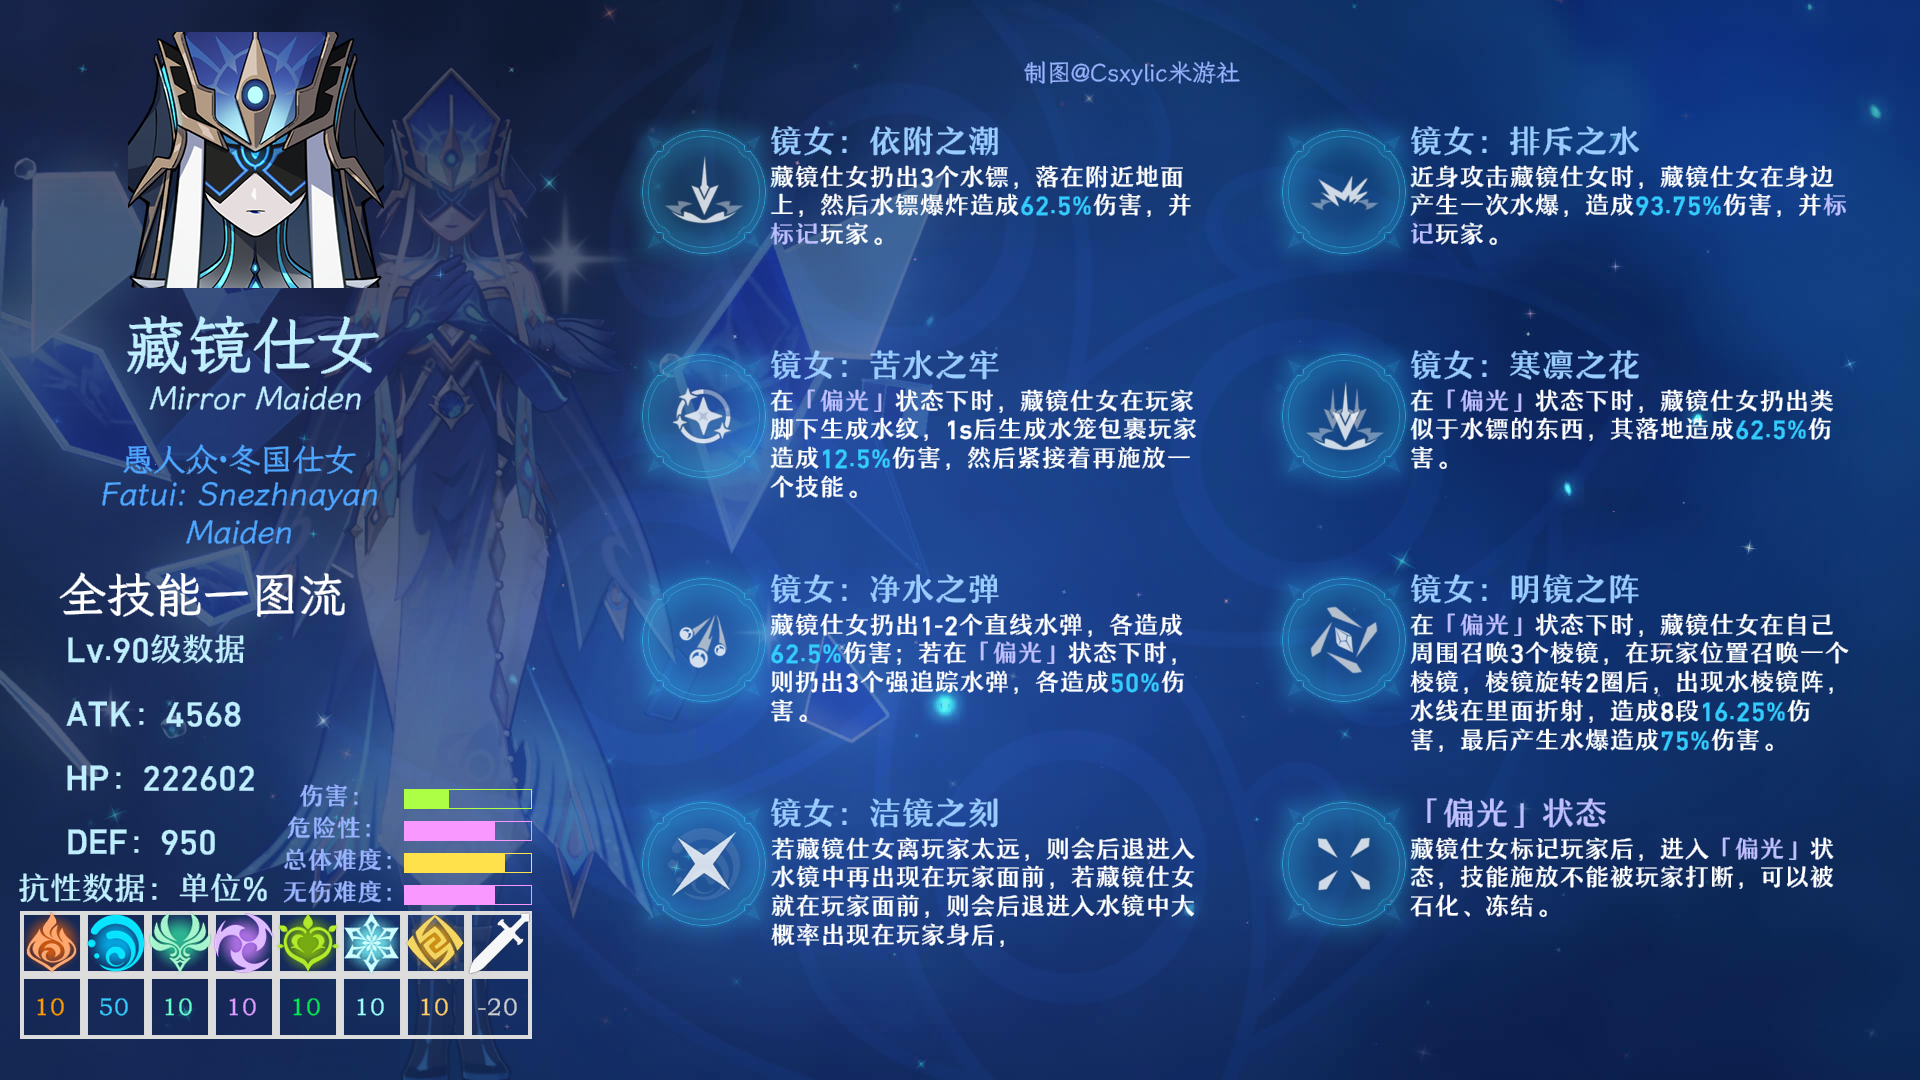 制图@Csxylic米游社
藏镜仕女
Mirror Maiden
愚人众·冬国仕女
Fatui: Snezhnayan
Maiden
全技能一图流
Lv.90级数据
ATK：4568
HP：222602
DEF：950
伤害：
危险性：
总体难度：
无伤难度：
抗性数据：单位%
10 50 10 10 10 10 10 -20
镜女：依附之潮
藏镜仕女扔出3个水镖，落在附近地面
上，然后水镖爆炸造成62.5%伤害，并
标记玩家。
镜女：排斥之水
近身攻击藏镜仕女时，藏镜仕女在身边
产生一次水爆，造成93.75%伤害，并标
记玩家。
镜女：苦水之牢
在「偏光」状态下时，藏镜仕女在玩家
脚下生成水纹，1s后生成水笼包裹玩家
造成12.5%伤害，然后紧接着再施放一
个技能。
镜女：寒凛之花
在「偏光」状态下时，藏镜仕女扔出类
似于水镖的东西，其落地造成62.5%伤
害。
镜女：净水之弹
藏镜仕女扔出1-2个直线水弹，各造成
62.5%伤害；若在「偏光」状态下时，
则扔出3个强追踪水弹，各造成50%伤
害。
镜女：明镜之阵
在「偏光」状态下时，藏镜仕女在自己
周围召唤3个棱镜，在玩家位置召唤一个
棱镜，棱镜旋转2圈后，出现水棱镜阵，
水线在里面折射，造成8段16.25%伤
害，最后产生水爆造成75%伤害。
镜女：洁镜之刻
若藏镜仕女离玩家太远，则会后退进入
水镜中再出现在玩家面前，若藏镜仕女
就在玩家面前，则会后退进入水镜中大
概率出现在玩家身后，
「偏光」状态
藏镜仕女标记玩家后，进入「偏光」状
态，技能施放不能被玩家打断，可以被
石化、冻结。